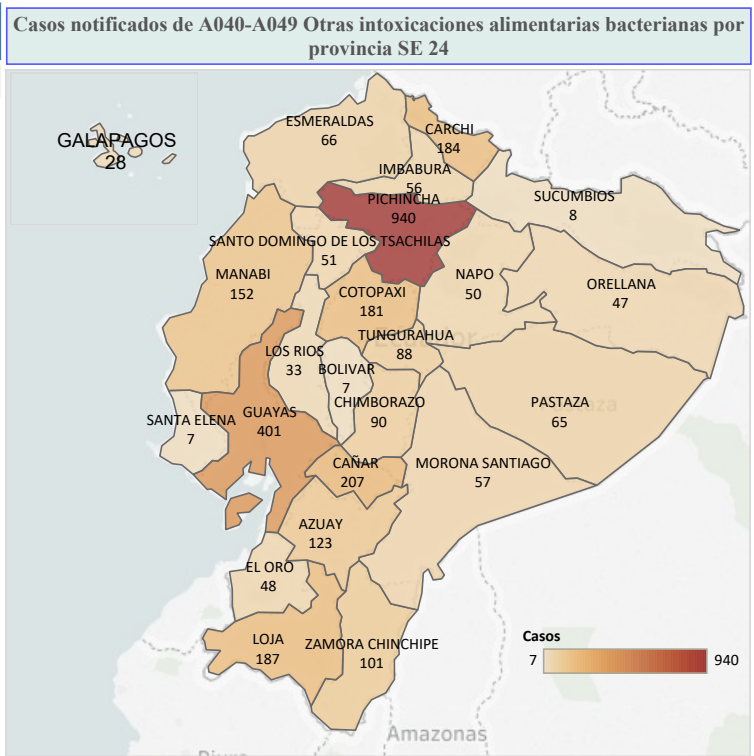 Casos notificados de A040-A049 Otras intoxicaciones alimentarias bacterianas por
provincia SE 24
GALAPAGOS
28
ESMERALDAS
66
CARCHI
184
IMBABURA
56
PICHINCHA
940
SUCUMBIOS
8
SANTO DOMINGO DE LOS TSACHILAS
51
MANABI
152
NAPO
50
ORELLANA
47
COTOPAXI
181
TUNGURAHUA
88
Ecuador
LOS RIOS
33
BOLIVAR
7
CHIMBORAZO
90
PASTAZA
65
Pastaza
SANTA ELENA
7
GUAYAS
401
CAÑAR
207
MORONA SANTIAGO
57
AZUAY
123
EL ORO
48
LOJA
187
ZAMORA CHINCHIPE
101
Casos
7
940
Amazonas
Piura